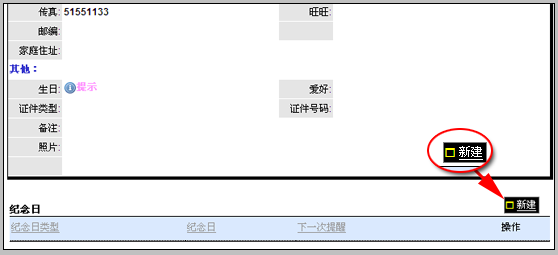 传真: 51551133 旺旺:
邮编:
家庭住址:
其他：
生日: 提示 爱好:
证件类型: 证件号码:
备注:
照片:
新建
纪念日 新建
纪念日类型 纪念日 下一次提醒 操作